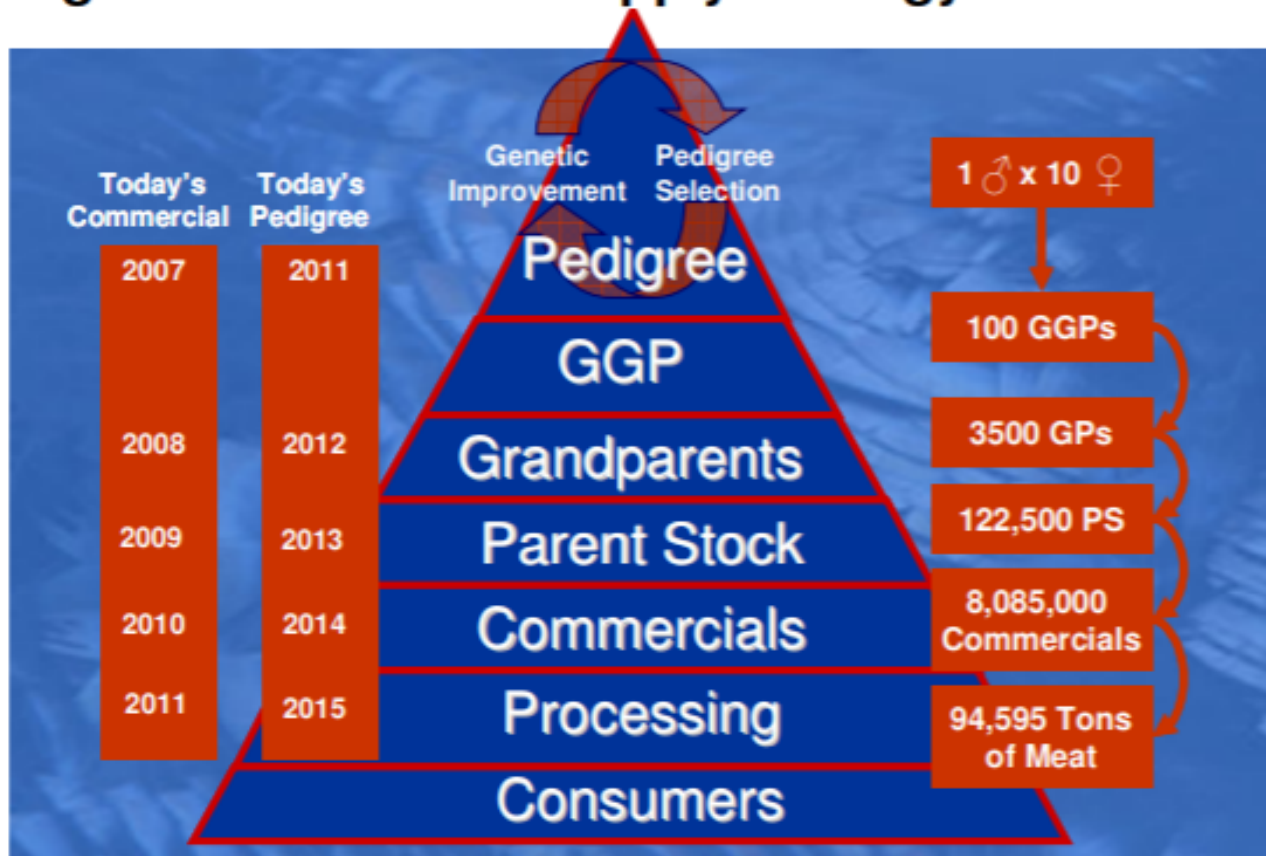 Genetic
Improvement
Pedigree
Selection
Today's
Commercial
Today's
Pedigree
2007
2011
2008
2012
2009
2013
2010
2014
2011
2015
Pedigree
GGP
Grandparents
Parent Stock
Commercials
Processing
Consumers
1 ♂ x 10 ♀
100 GGPs
3500 GPs
122,500 PS
8,085,000
Commercials
94,595 Tons
of Meat